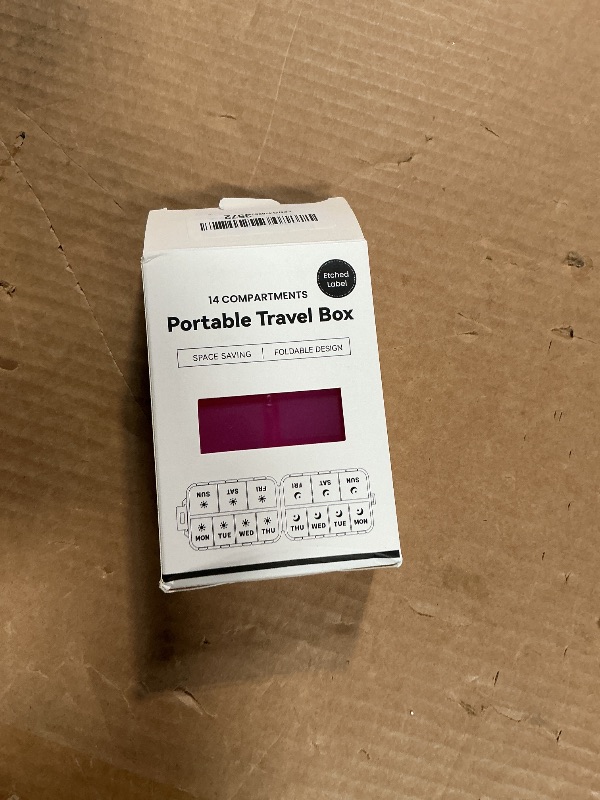 3572
Etched
Label
14 COMPARTMENTS
Portable Travel Box
SPACE SAVING FOLDABLE DESIGN
SUN SAT FRI FRI SAT SUN
MON TUE WED THU THU WED TUE MON